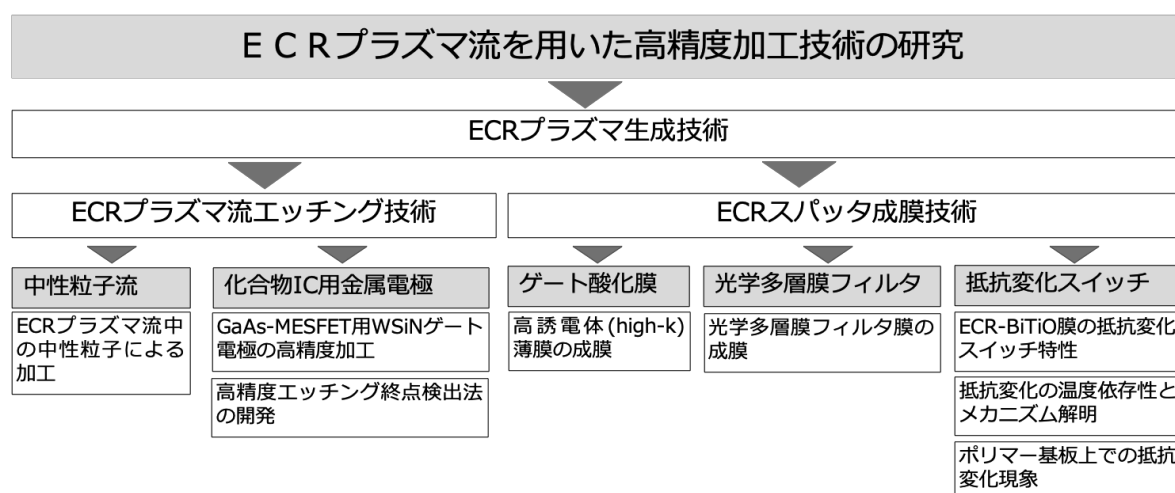 ＥＣＲプラズマ流を用いた高精度加工技術の研究
ECRプラズマ生成技術
ECRプラズマ流エッチング技術
ECRスパッタ成膜技術
中性粒子流
ECRプラズマ流中
の中性粒子による
加工
化合物IC用金属電極
GaAs-MESFET用WSiNゲート
電極の高精度加工
高精度エッチング終点検出法
の開発
ゲート酸化膜
高誘電体(high-k)
薄膜の成膜
光学多層膜フィルタ
光学多層膜フィルタ膜の
成膜
抵抗変化スイッチ
ECR-BiTiO膜の抵抗変化
スイッチ特性
抵抗変化の温度依存性と
メカニズム解明
ポリマー基板上での抵抗
変化現象